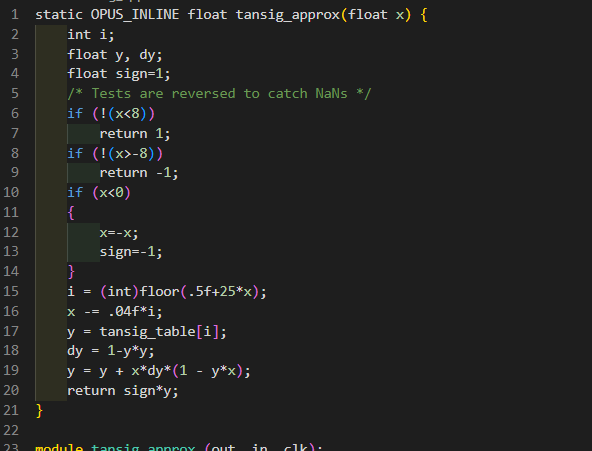 1 static OPUS_INLINE float tansig_approx(float x) {
2 int i;
3 float y, dy;
4 float sign=1;
5 /* Tests are reversed to catch NaNs */
6 if (!(x<8))
7 return 1;
8 if (!(x>-8))
9 return -1;
10 if (x<0)
11 {
12 x=-x;
13 sign=-1;
14 }
15 i = (int)floor(.5f+25*x);
16 x -= .04f*i;
17 y = tansig_table[i];
18 dy = 1-y*y;
19 y = y + x*dy*(1 - y*x);
20 return sign*y;
21 }
22
23 module tansig_approx (out, in, clk);